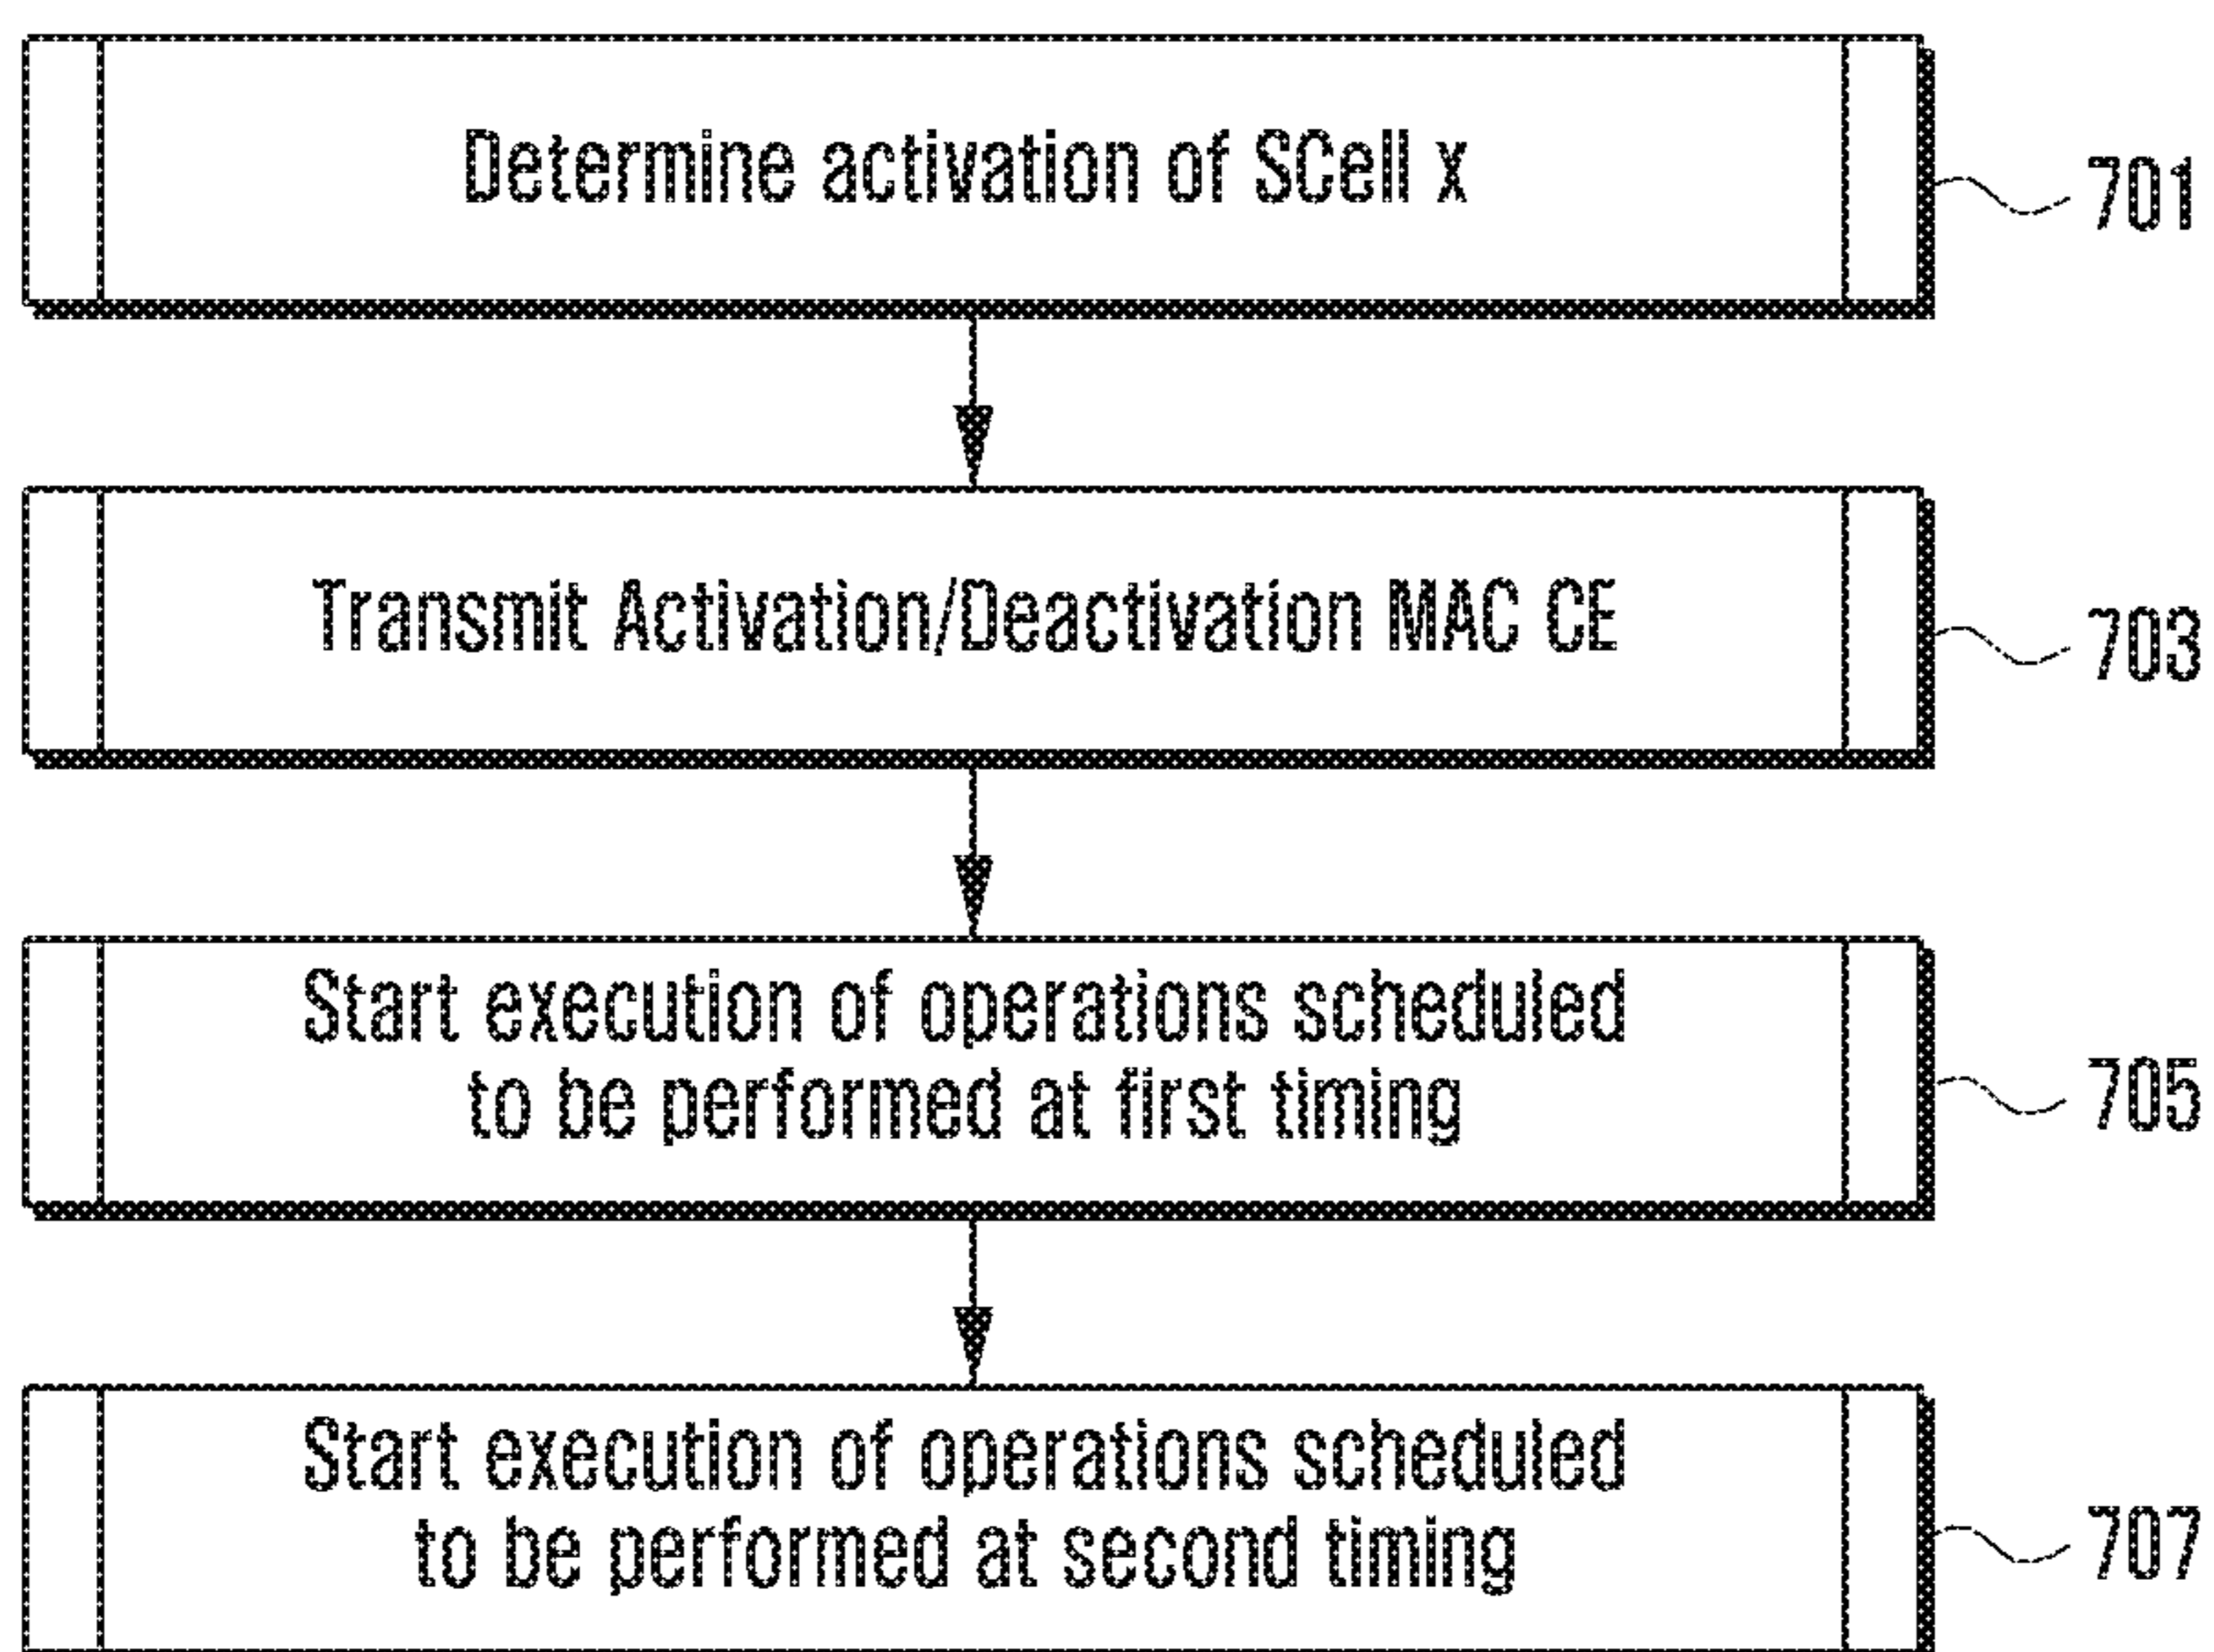 Determine activation of SCell x
701
Transmit Activation/Deactivation MAC CE
703
Start execution of operations scheduled
to be performed at first timing
705
Start execution of operations scheduled
to be performed at second timing
707